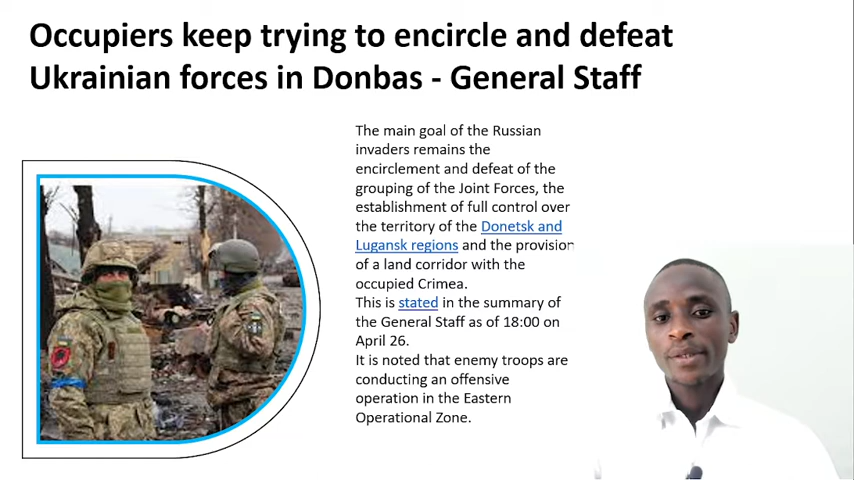 Occupiers keep trying to encircle and defeat
Ukrainian forces in Donbas - General Staff
The main goal of the Russian
invaders remains the
encirclement and defeat of the
grouping of the Joint Forces, the
establishment of full control over
the territory of the Donetsk and
Lugansk regions and the provision
of a land corridor with the
occupied Crimea.
This is stated in the summary of
the General Staff as of 18:00 on
April 26.
It is noted that enemy troops are
conducting an offensive
operation in the Eastern
Operational Zone.